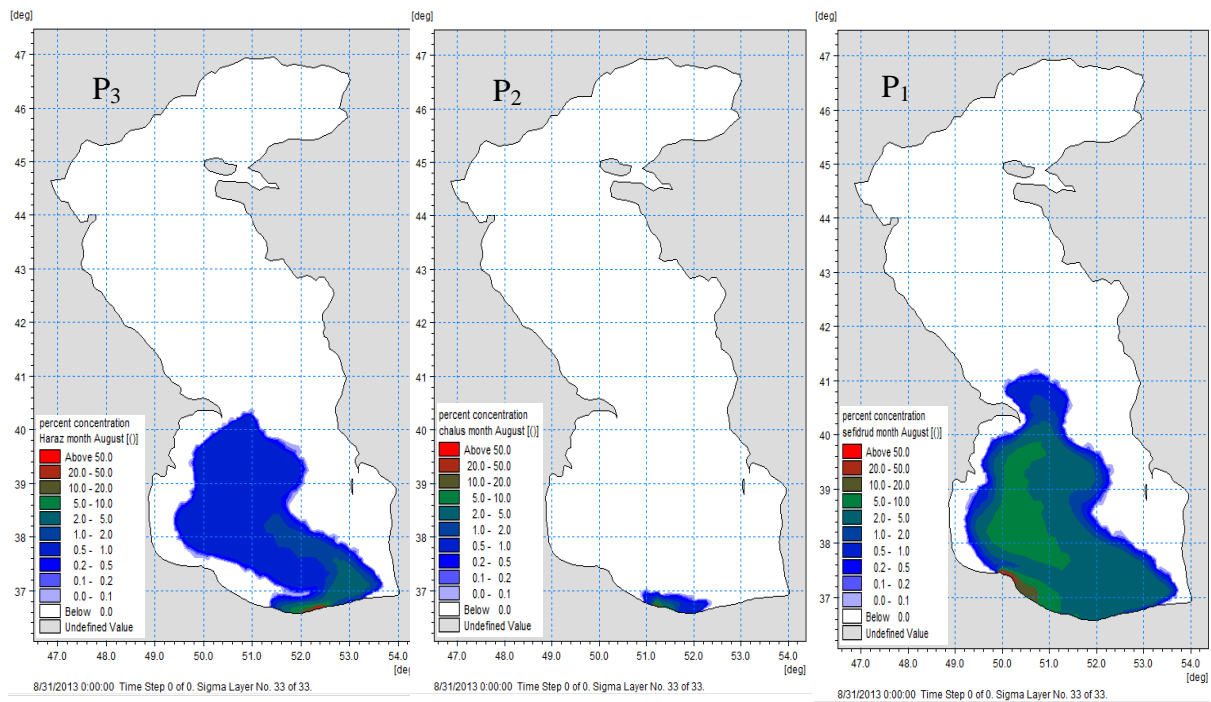 [deg]
P3
47
46
45
44
43
42
41
40
39
38
37
percent concentration
Haraz month August [()]
Above 50.0
20.0 - 50.0
10.0 - 20.0
5.0 - 10.0
2.0 - 5.0
1.0 - 2.0
0.5 - 1.0
0.2 - 0.5
0.1 - 0.2
0.0 - 0.1
Below 0.0
Undefined Value
47.0 48.0 49.0 50.0 51.0 52.0 53.0 54.0
[deg]
8/31/2013 0:00:00 Time Step 0 of 0. Sigma Layer No. 33 of 33.
[deg]
P2
47
46
45
44
43
42
41
40
39
38
37
percent concentration
chalus month August [()]
Above 50.0
20.0 - 50.0
10.0 - 20.0
5.0 - 10.0
2.0 - 5.0
1.0 - 2.0
0.5 - 1.0
0.2 - 0.5
0.1 - 0.2
0.0 - 0.1
Below 0.0
Undefined Value
47.0 48.0 49.0 50.0 51.0 52.0 53.0 54.0
[deg]
8/31/2013 0:00:00 Time Step 0 of 0. Sigma Layer No. 33 of 33.
[deg]
P1
47
46
45
44
43
42
41
40
39
38
37
percent concentration
sefidrud month August [()]
Above 50.0
20.0 - 50.0
10.0 - 20.0
5.0 - 10.0
2.0 - 5.0
1.0 - 2.0
0.5 - 1.0
0.2 - 0.5
0.1 - 0.2
0.0 - 0.1
Below 0.0
Undefined Value
47.0 48.0 49.0 50.0 51.0 52.0 53.0 54.0
[deg]
8/31/2013 0:00:00 Time Step 0 of 0. Sigma Layer No. 33 of 33.